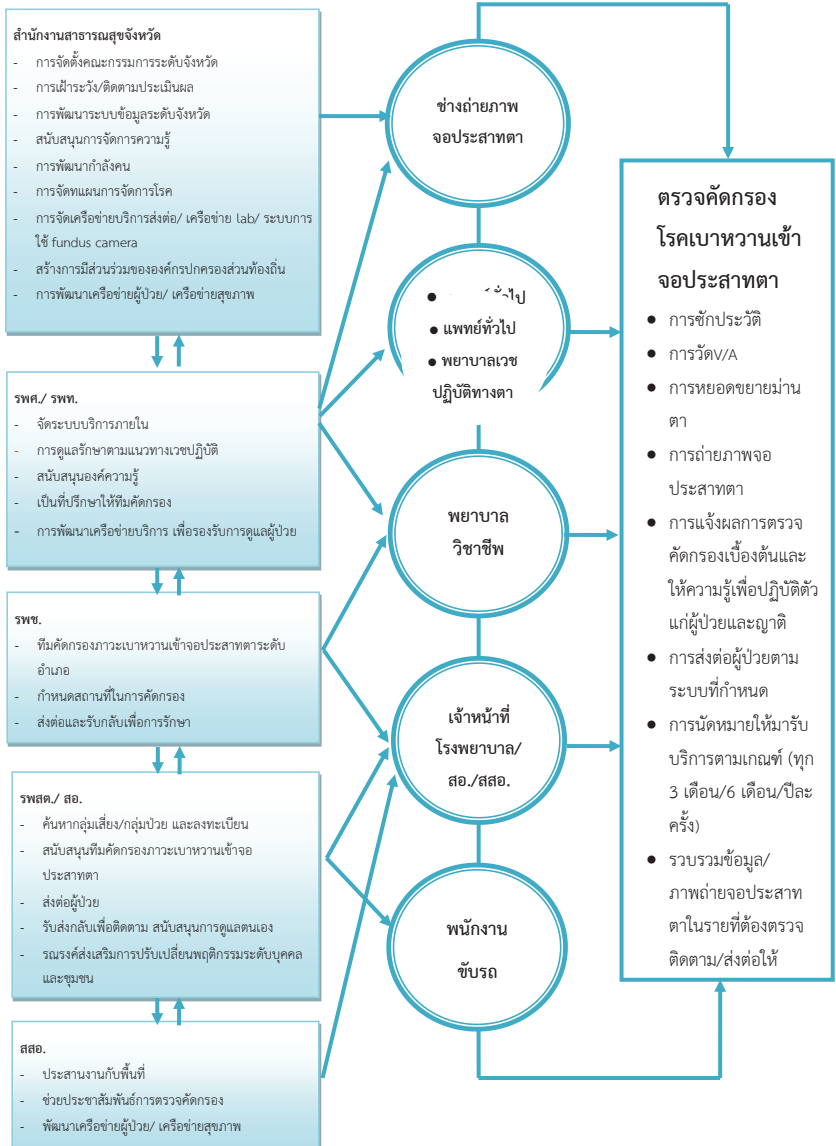 สำนักงานสาธารณสุขจังหวัด
- การจัดตั้งคณะกรรมการระดับจังหวัด
- การเฝ้าระวัง/ติดตามประเมินผล
- การพัฒนาระบบข้อมูลระดับจังหวัด
- สนับสนุนการจัดการความรู้
- การพัฒนากำลังคน
- การจัดทแผนการจัดการโรค
- การจัดเครือข่ายบริการส่งต่อ/ เครือข่าย lab/ ระบบการ
ใช้ fundus camera
- สร้างการมีส่วนร่วมขององค์กรปกครองส่วนท้องถิ่น
- การพัฒนาเครือข่ายผู้ป่วย/ เครือข่ายสุขภาพ
รพศ./ รพท.
- จัดระบบบริการภายใน
- การดูแลรักษาตามแนวทางเวชปฏิบัติ
- สนับสนุนองค์ความรู้
- เป็นที่ปรึกษาให้ทีมคัดกรอง
- การพัฒนาเครือข่ายบริการ เพื่อรองรับการดูแลผู้ป่วย
รพช.
- ทีมคัดกรองภาวะเบาหวานเข้าจอประสาทตาระดับ
อำเภอ
- กำหนดสถานที่ในการคัดกรอง
- ส่งต่อและรับกลับเพื่อการรักษา
รพสต./ สอ.
- ค้นหากลุ่มเสี่ยง/กลุ่มป่วย และลงทะเบียน
- สนับสนุนทีมคัดกรองภาวะเบาหวานเข้าจอ
ประสาทตา
- ส่งต่อผู้ป่วย
- รับส่งกลับเพื่อติดตาม สนับสนุนการดูแลตนเอง
- รณรงค์ส่งเสริมการปรับเปลี่ยนพฤติกรรมระดับบุคคล
และชุมชน
สสอ.
- ประสานงานกับพื้นที่
- ช่วยประชาสัมพันธ์การตรวจคัดกรอง
- พัฒนาเครือข่ายผู้ป่วย/ เครือข่ายสุขภาพ
ช่างถ่ายภาพ
จอประสาทตา
● แพทย์ทั่วไป
● พยาบาลเวช
ปฏิบัติทางตา
พยาบาล
วิชาชีพ
เจ้าหน้าที่
โรงพยาบาล/
สอ./สสอ.
พนักงาน
ขับรถ
ตรวจคัดกรอง
โรคเบาหวานเข้า
จอประสาทตา
● การซักประวัติ
● การวัดV/A
● การหยอดขยายม่าน
ตา
● การถ่ายภาพจอ
ประสาทตา
● การแจ้งผลการตรวจ
คัดกรองเบื้องต้นและ
ให้ความรู้เพื่อปฏิบัติตัว
แก่ผู้ป่วยและญาติ
● การส่งต่อผู้ป่วยตาม
ระบบที่กำหนด
● การนัดหมายให้มารับ
บริการตามเกณฑ์ (ทุก
3 เดือน/6 เดือน/ปีละ
ครั้ง)
● รวบรวมข้อมูล/
ภาพถ่ายจอประสาท
ตาในรายที่ต้องตรวจ
ติดตาม/ส่งต่อให้